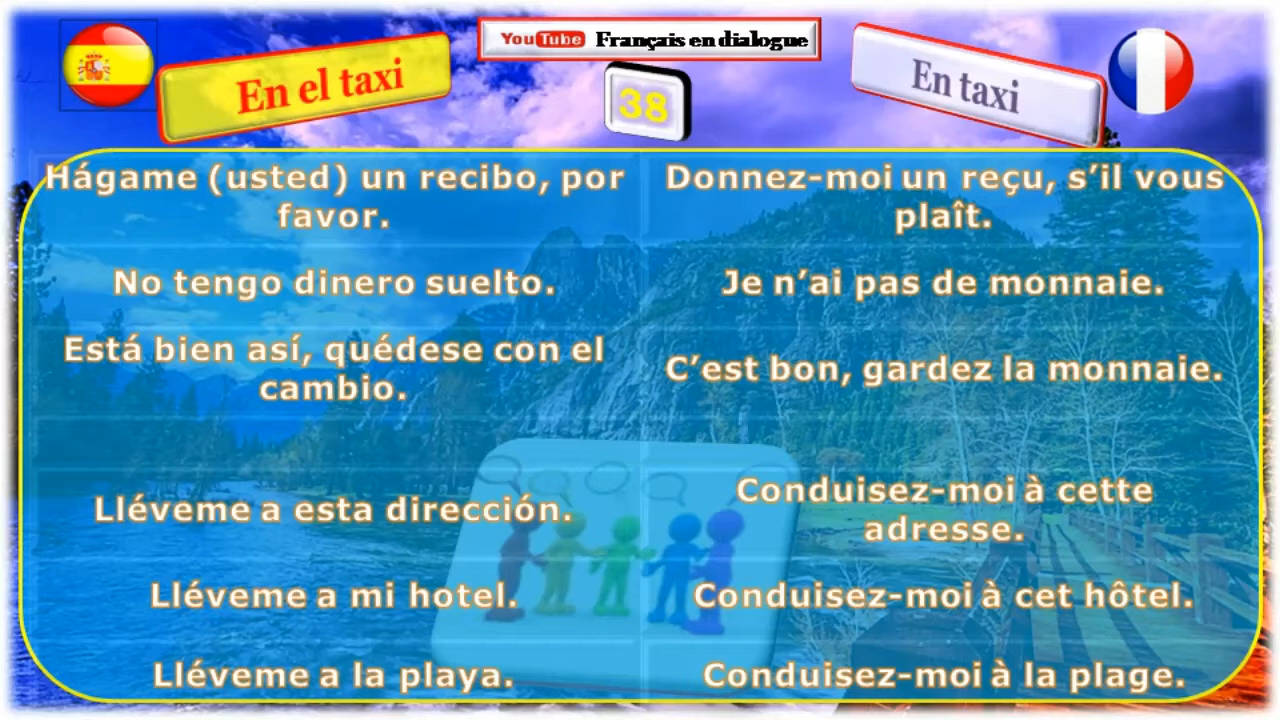 YouTube Français en dialogue
En el taxi
38
En taxi
Hágame (usted) un recibo, por
favor.
Donnez-moi un reçu, s’il vous
plaît.
No tengo dinero suelto.
Je n’ai pas de monnaie.
Está bien así, quédese con el
cambio.
C’est bon, gardez la monnaie.
Lléveme a esta dirección.
Conduisez-moi à cette
adresse.
Lléveme a mi hotel.
Conduisez-moi à cet hôtel.
Lléveme a la playa.
Conduisez-moi à la plage.